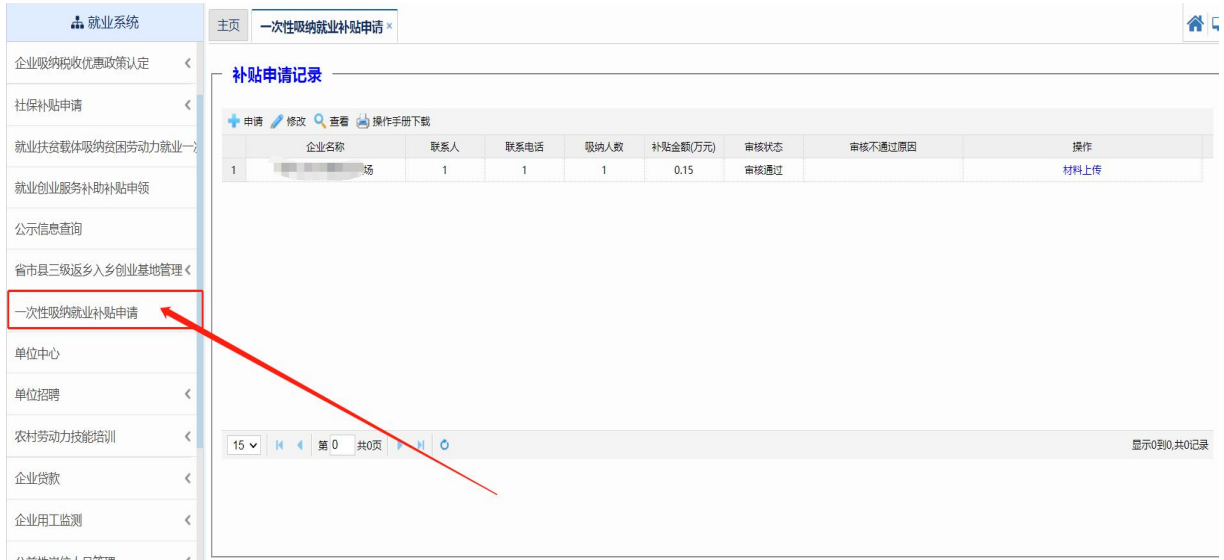 就业系统
主页 一次性吸纳就业补贴申请×
企业吸纳税收优惠政策认定
社保补贴申请
就业扶贫载体吸纳贫困劳动力就业一
就业创业服务补助补贴申领
公示信息查询
省市县三级返乡入乡创业基地管理
一次性吸纳就业补贴申请
单位中心
单位招聘
农村劳动力技能培训
企业贷款
企业用工监测
补贴申请记录
申请 修改 查看 操作手册下载
企业名称 联系人 联系电话 吸纳人数 补贴金额(万元) 审核状态 审核不通过原因 操作
1 场 1 1 1 0.15 审核通过 材料上传
15 第 0 共0页 显示0到0,共0记录